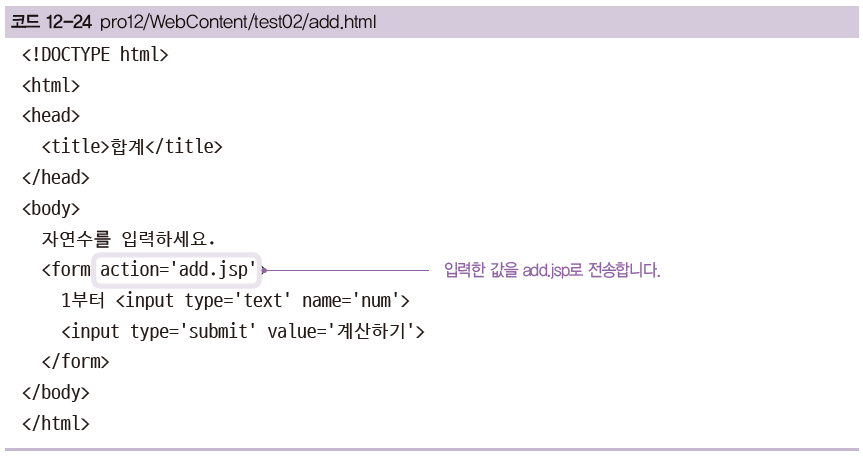 코드 12-24 pro12/WebContent/test02/add.html
<!DOCTYPE html>
<html>
<head>
<title>합계</title>
</head>
<body>
자연수를 입력하세요.
<form action='add.jsp'> 입력한 값을 add.jsp로 전송합니다.
1부터 <input type='text' name='num'>
<input type='submit' value='계산하기'>
</form>
</body>
</html>